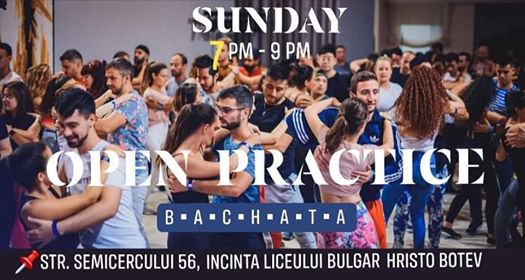 SUNDAY
7 PM - 9 PM
OPEN PRACTICE
B·A·C·H·A·T·A
STR. SEMICERCULUI 56, INCINTA LICEULUI BULGAR HRISTO BOTEV